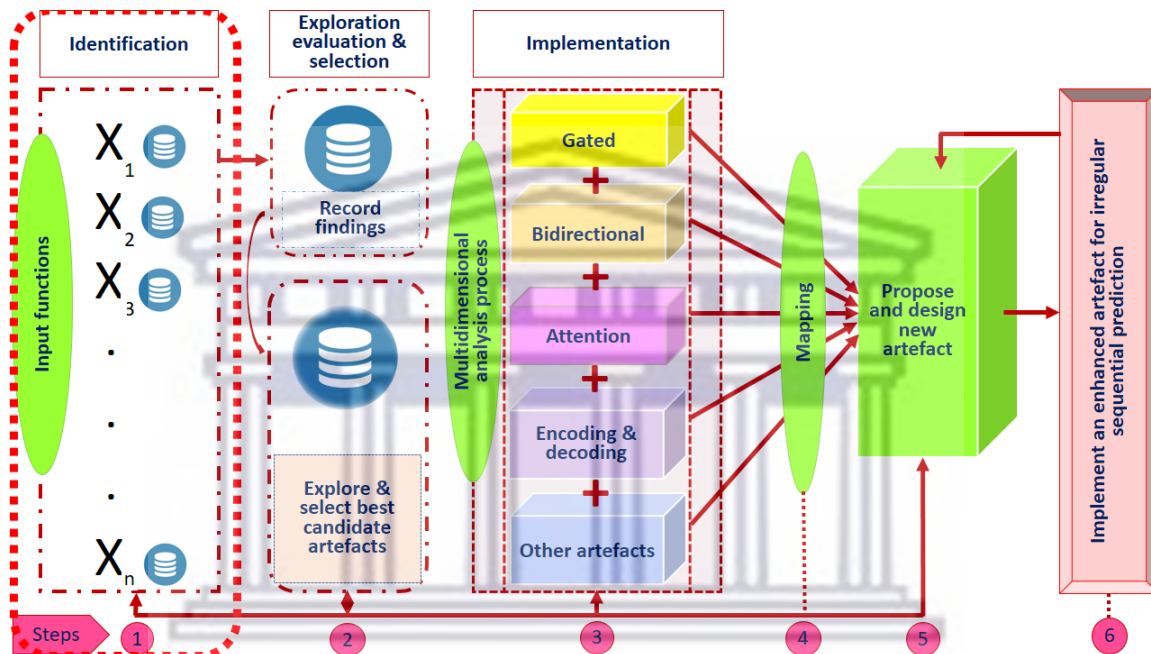 Identification
Exploration
evaluation &
selection
Implementation
Input functions
X1
X2
X3
.
.
.
Xn
Record
findings
Explore &
select best
candidate
artefacts
Multidimensional
analysis process
Gated
+
Bidirectional
+
Attention
+
Encoding &
decoding
+
Other artefacts
Mapping
Propose
and design
new
artefact
Implement an enhanced artefact for irregular
sequential prediction
Steps
1
2
3
4
5
6